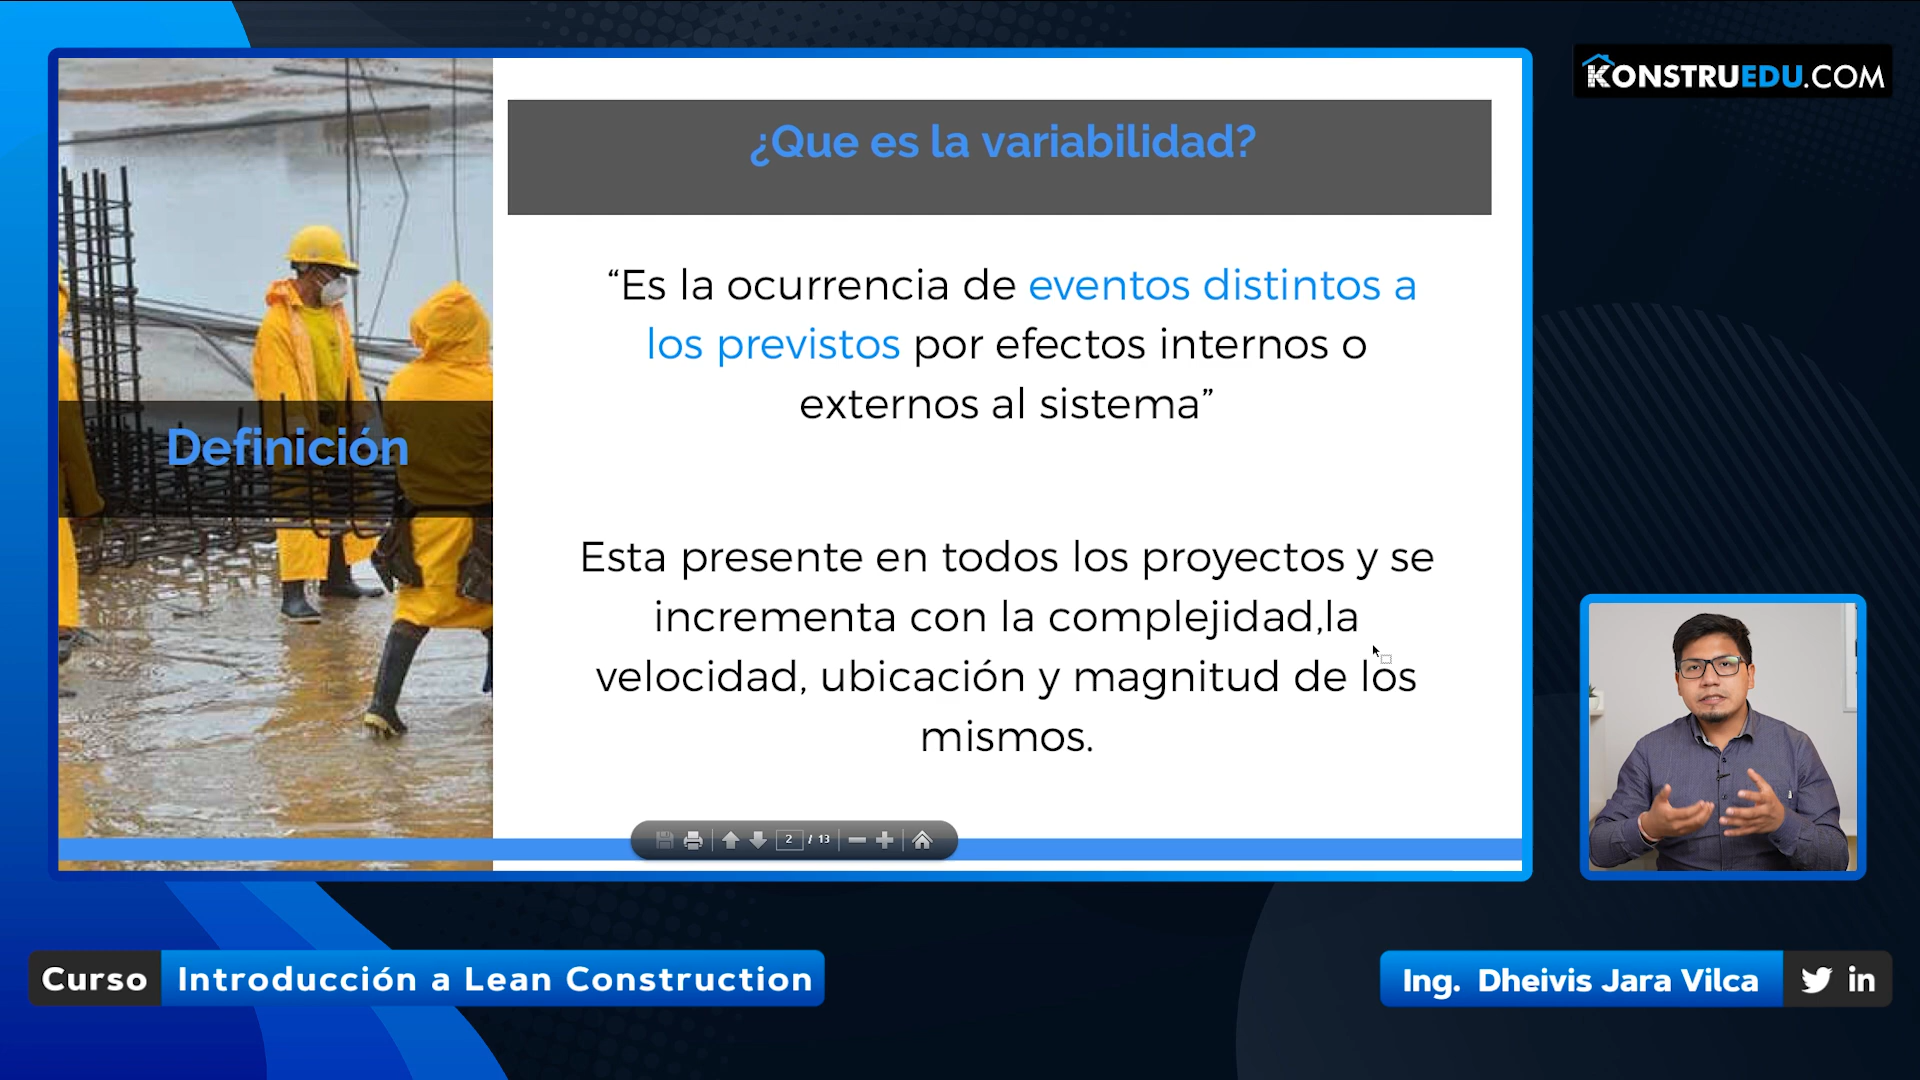 KONSTRUEDU.COM
¿Que es la variabilidad?
“Es la ocurrencia de eventos distintos a
los previstos por efectos internos o
externos al sistema”
Definición
Esta presente en todos los proyectos y se
incrementa con la complejidad,la
velocidad, ubicación y magnitud de los
mismos.
2 / 13
Curso Introducción a Lean Construction
Ing. Dheivis Jara Vilca in